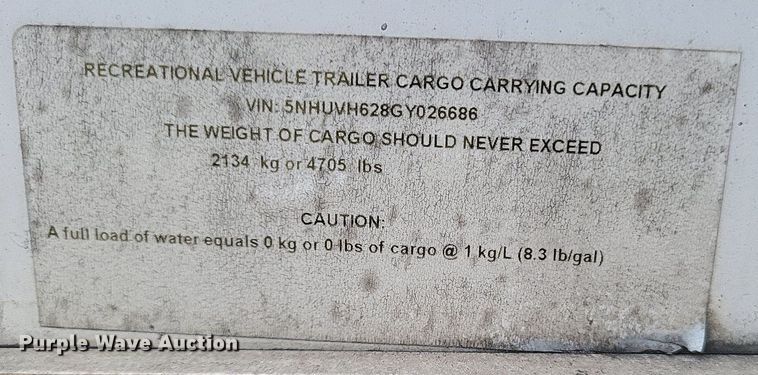 RECREATIONAL VEHICLE TRAILER CARGO CARRYING CAPACITY
VIN: 5NHUVH628GY026686
THE WEIGHT OF CARGO SHOULD NEVER EXCEED
2134 kg or 4705 lbs
CAUTION:
A full load of water equals 0 kg or 0 lbs of cargo @ 1 kg/L (8.3 lb/gal)
Purple Wave Auction